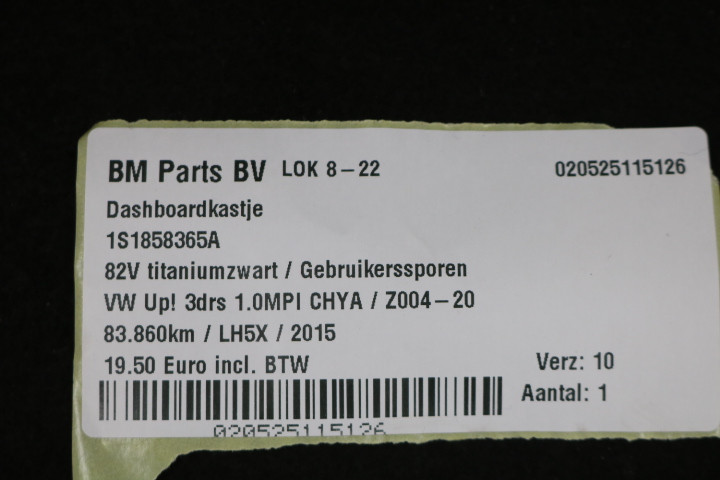 BM Parts BV LOK 8-22 020525115126
Dashboardkastje
1S1858365A
82V titaniumzwart / Gebruikerssporen
VW Up! 3drs 1.0MPI CHYA / Z004-20
83.860km / LH5X / 2015
19.50 Euro incl. BTW Verz: 10
Aantal: 1
020525115126